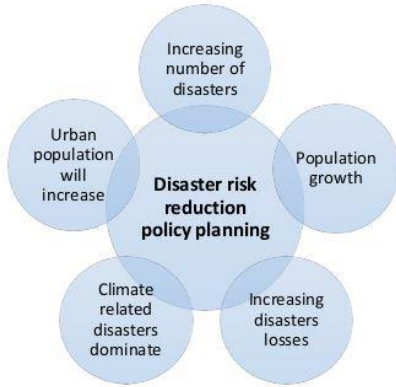 Increasing
number of
disasters
Urban
population
will
increase
Population
growth
Disaster risk
reduction
policy planning
Climate
related
disasters
dominate
Increasing
disasters
losses